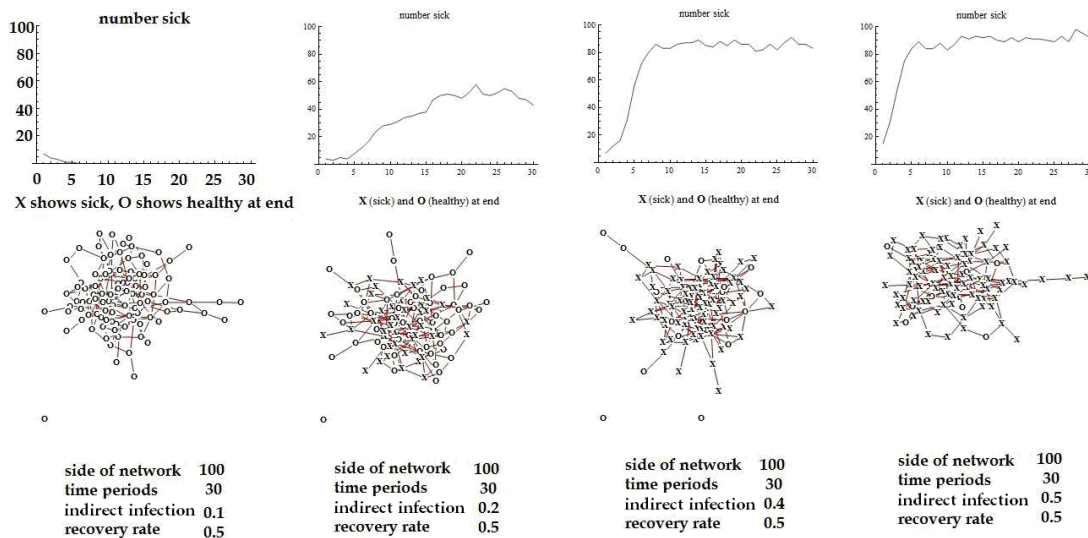 number sick
100
80
60
40
20
0 5 10 15 20 25 30
X shows sick, O shows healthy at end
side of network 100
time periods 30
indirect infection 0.1
recovery rate 0.5
number sick
100
80
60
40
20
0 5 10 15 20 25 30
X (sick) and O (healthy) at end
side of network 100
time periods 30
indirect infection 0.2
recovery rate 0.5
number sick
100
80
60
40
20
0 5 10 15 20 25 30
X (sick) and O (healthy) at end
side of network 100
time periods 30
indirect infection 0.4
recovery rate 0.5
number sick
100
80
60
40
20
0 5 10 15 20 25 30
X (sick) and O (healthy) at end
side of network 100
time periods 30
indirect infection 0.5
recovery rate 0.5